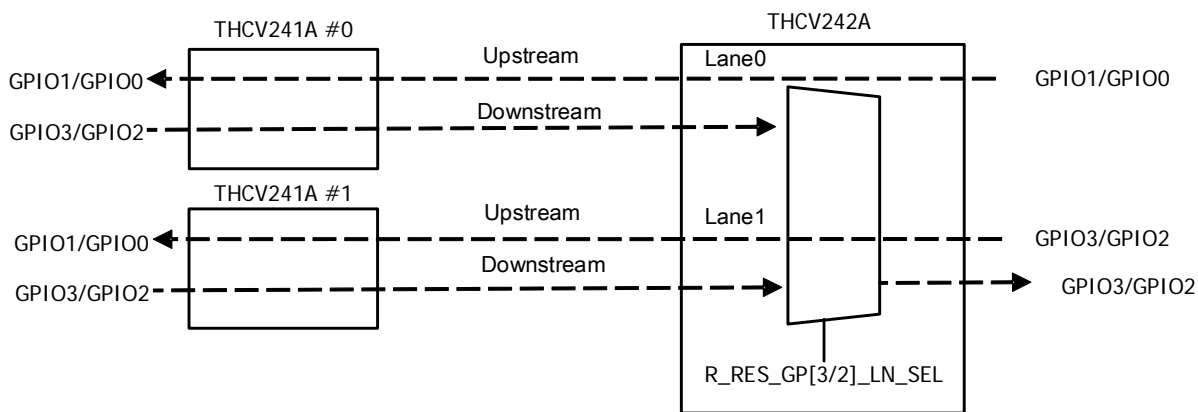 THCV241A #0
THCV242A
Upstream
Lane0
GPIO1/GPIO0
GPIO1/GPIO0
Downstream
GPIO3/GPIO2
THCV241A #1
Upstream
Lane1
GPIO1/GPIO0
GPIO3/GPIO2
Downstream
GPIO3/GPIO2
GPIO3/GPIO2
R_RES_GP[3/2]_LN_SEL